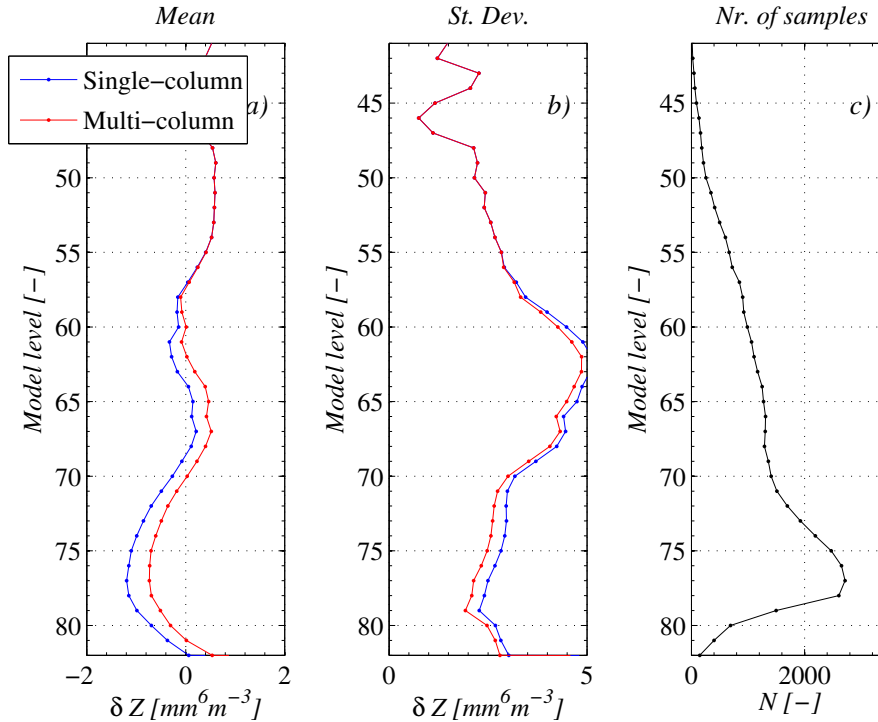 Mean
St. Dev.
Nr. of samples
Single−column
Multi−column
a)
b)
c)
Model level [−]
50
55
60
65
70
75
80
−2
0
2
δ Z [mm⁶m⁻³]
Model level [−]
45
50
55
60
65
70
75
80
0
5
δ Z [mm⁶m⁻³]
Model level [−]
45
50
55
60
65
70
75
80
0
2000
N [−]